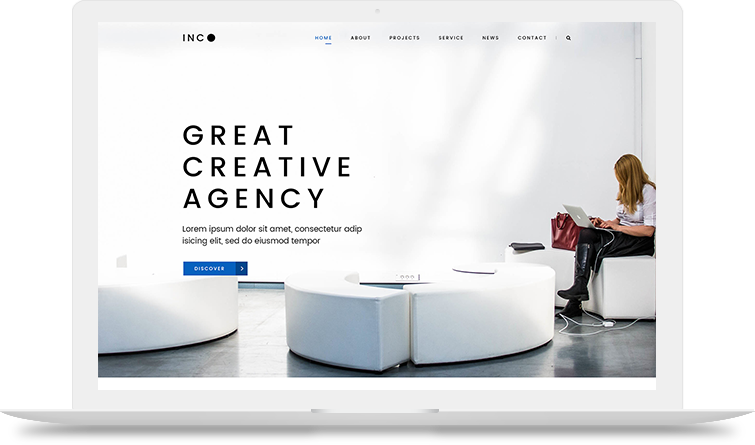 INCO
HOME ABOUT PROJECTS SERVICE NEWS CONTACT
GREAT
CREATIVE
AGENCY
Lorem ipsum dolor sit amet, consectetur adip
isicing elit, sed do eiusmod tempor
DISCOVER